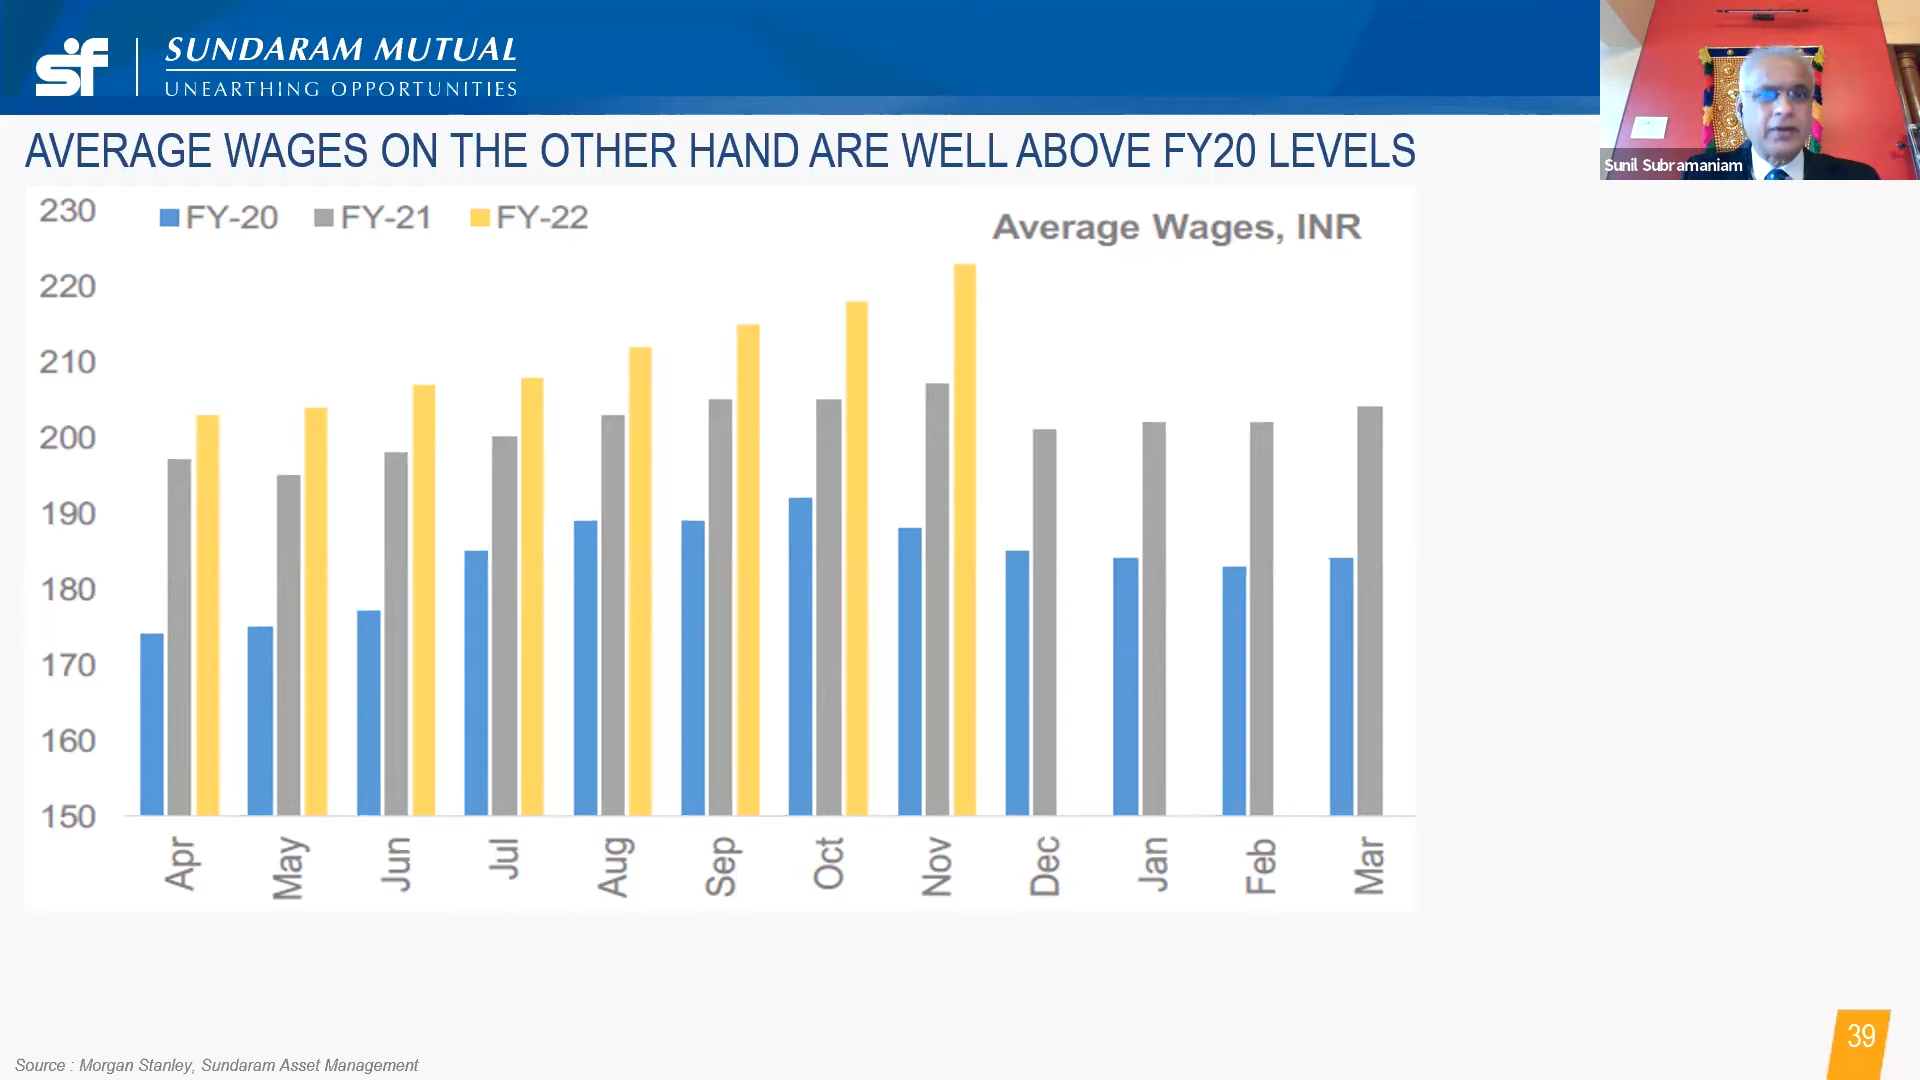 sf
SUNDARAM MUTUAL
UNEARTHING OPPORTUNITIES
Sunil Subramaniam
AVERAGE WAGES ON THE OTHER HAND ARE WELL ABOVE FY20 LEVELS
FY-20 FY-21 FY-22
Average Wages, INR
230
220
210
200
190
180
170
160
150
Apr May Jun Jul Aug Sep Oct Nov Dec Jan Feb Mar
39
Source : Morgan Stanley, Sundaram Asset Management